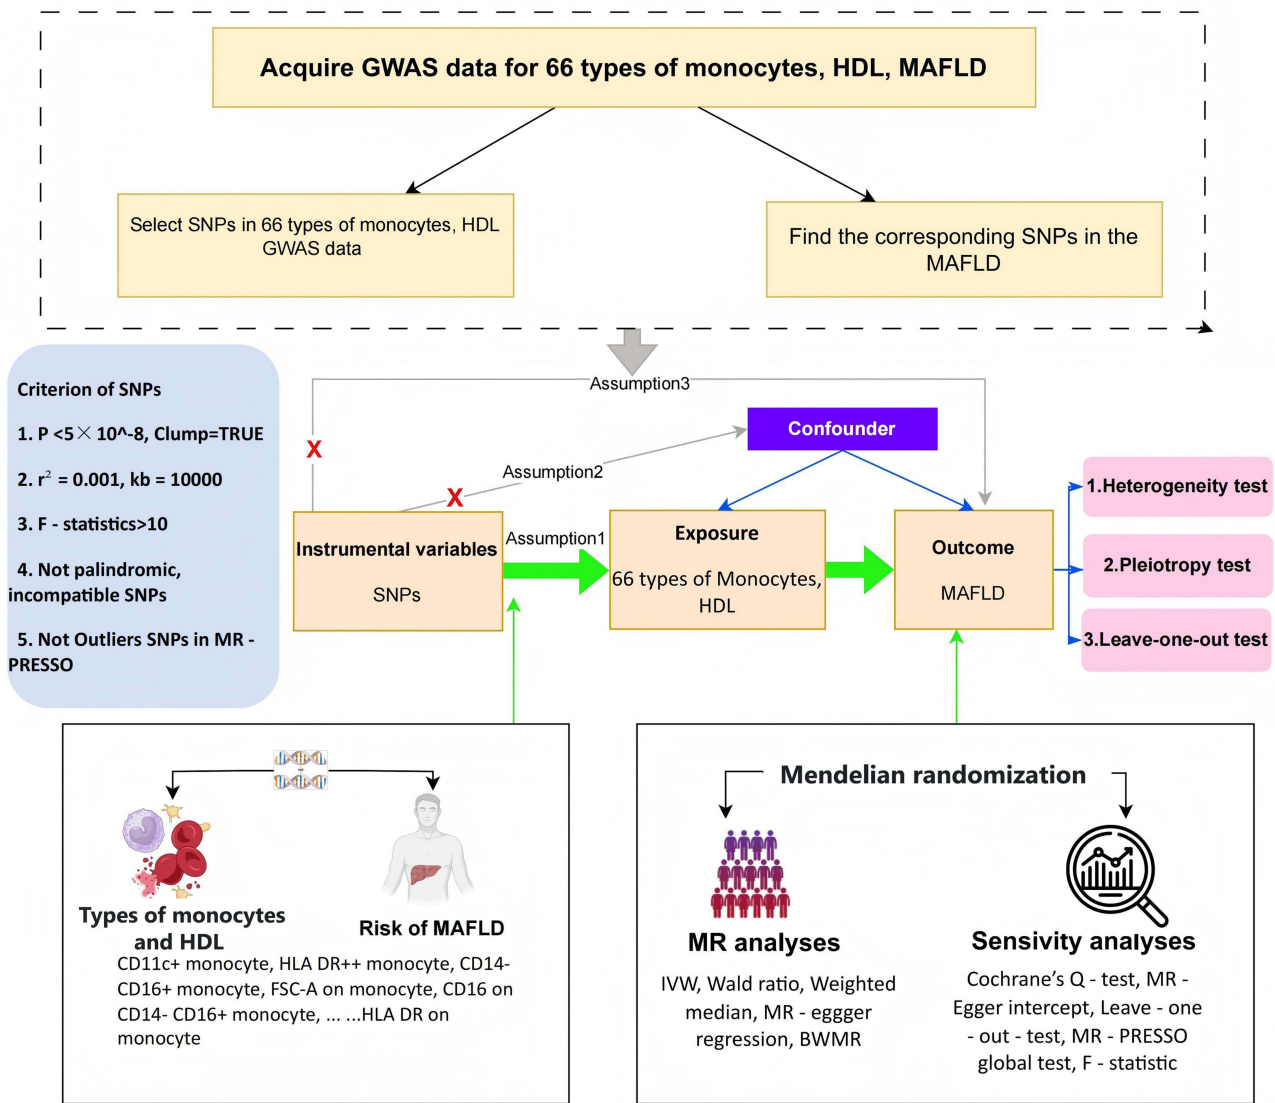 Acquire GWAS data for 66 types of monocytes, HDL, MAFLD
Select SNPs in 66 types of monocytes, HDL
GWAS data
Find the corresponding SNPs in the
MAFLD
Criterion of SNPs
1. P <5× 10^-8, Clump=TRUE
2. r² = 0.001, kb = 10000
3. F - statistics>10
4. Not palindromic,
incompatible SNPs
5. Not Outliers SNPs in MR -
PRESSO
Assumption3
X
Confounder
Assumption2
X
Instrumental variables
SNPs
Assumption1
Exposure
66 types of Monocytes,
HDL
Outcome
MAFLD
1.Heterogeneity test
2.Pleiotropy test
3.Leave-one-out test
Types of monocytes
and HDL
Risk of MAFLD
CD11c+ monocyte, HLA DR++ monocyte, CD14-
CD16+ monocyte, FSC-A on monocyte, CD16 on
CD14- CD16+ monocyte, ... ...HLA DR on
monocyte
Mendelian randomization
MR analyses
IVW, Wald ratio, Weighted
median, MR - eggger
regression, BWMR
Sensivity analyses
Cochrane's Q - test, MR -
Egger intercept, Leave - one
- out - test, MR - PRESSO
global test, F - statistic